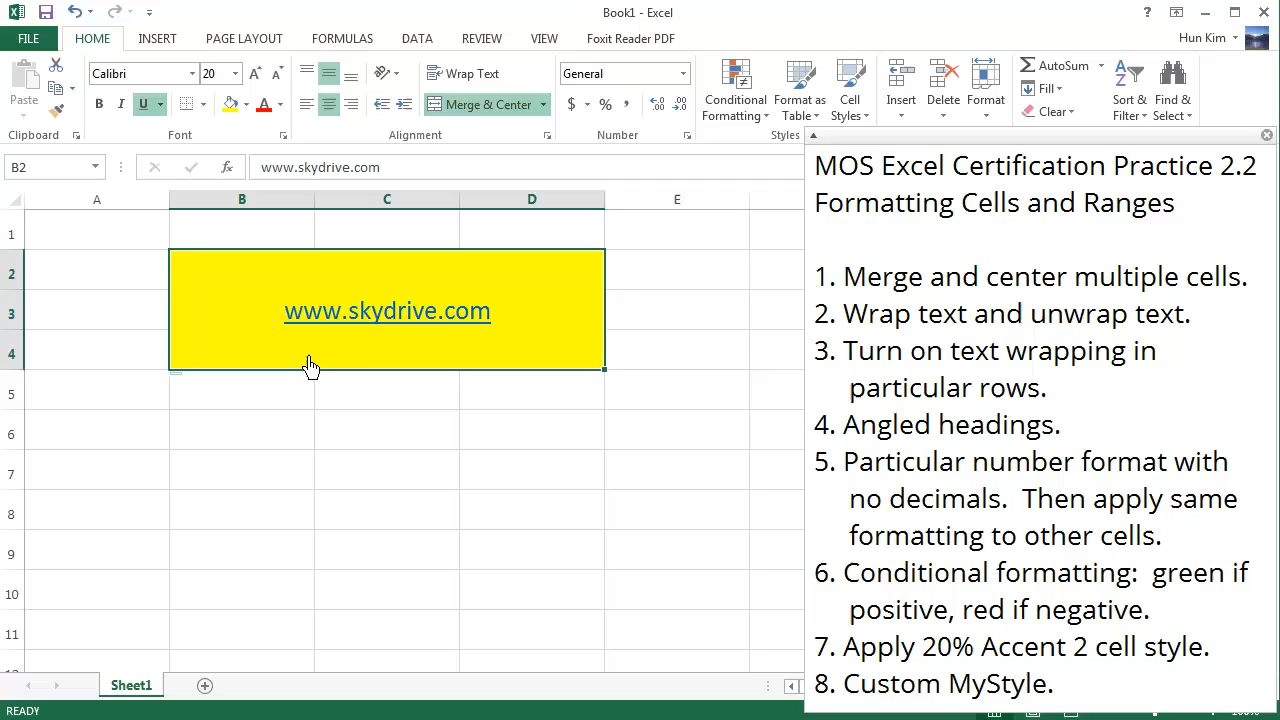 Book1 - Excel
FILE HOME INSERT PAGE LAYOUT FORMULAS DATA REVIEW VIEW Foxit Reader PDF Hun Kim
Calibri 20 Wrap Text General AutoSum
Paste B I U Merge & Center $ % , Conditional Formatting Format as Table Cell Styles Insert Delete Format Fill Clear Sort & Filter Find & Select
Clipboard Font Alignment Number Styles
B2 fx www.skydrive.com
A B C D E
1
2
3 www.skydrive.com
4
5
6
7
8
9
10
11
Sheet1
READY
MOS Excel Certification Practice 2.2
Formatting Cells and Ranges
1. Merge and center multiple cells.
2. Wrap text and unwrap text.
3. Turn on text wrapping in
particular rows.
4. Angled headings.
5. Particular number format with
no decimals. Then apply same
formatting to other cells.
6. Conditional formatting: green if
positive, red if negative.
7. Apply 20% Accent 2 cell style.
8. Custom MyStyle.